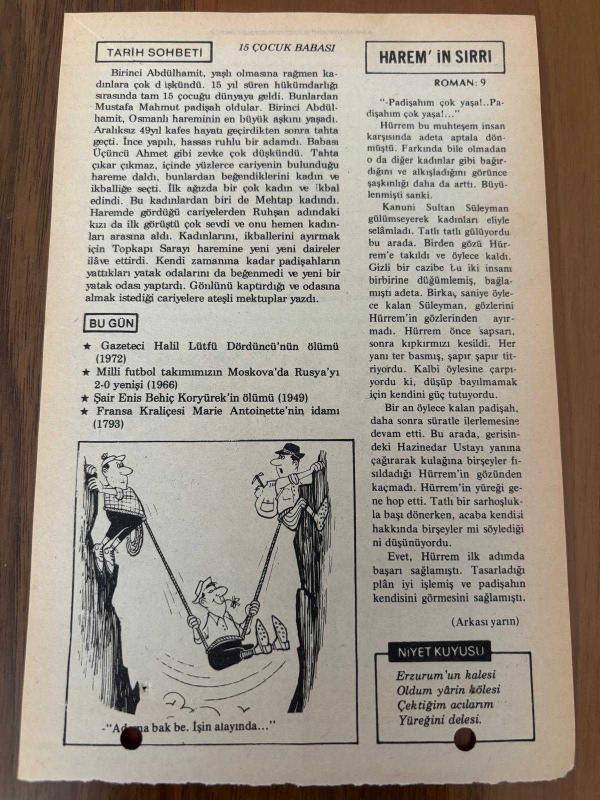 TARİH SOHBETİ
15 ÇOCUK BABASI
Birinci Abdülhamit, yaşlı olmasına rağmen ka-
dınlara çok düşkündü. 15 yıl süren hükümdarlığı
sırasında tam 15 çocuğu dünyaya geldi. Bunlardan
Mustafa Mahmut padişah oldular. Birinci Abdül-
hamit, Osmanlı hareminin en büyük aşkını yaşadı.
Aralıksız 49yıl kafes hayatı geçirdikten sonra tahta
geçti. İnce yapılı, hassas ruhlu bir adamdı. Babası
Üçüncü Ahmet gibi zevke çok düşkündü. Tahta
çıkar çıkmaz, içinde yüzlerce cariyenin bulunduğu
hareme daldı, bunlardan beğendiklerini kadın ve
ikballiğe seçti. İlk ağızda bir çok kadın ve ikbal
edindi. Bu kadınlardan biri de Mehtap kadındı.
Haremde gördüğü cariyelerden Ruhşan adındaki
kızı da ilk görüştü çok sevdi ve onu hemen kadın-
ları arasına aldı. Kadınlarını, ikballerini ayırmak
için Topkapı Sarayı haremine yeni yeni daireler
ilâve ettirdi. Kendi zamanına kadar padişahların
yattıkları yatak odalarını da beğenmedi ve yeni bir
yatak odası yaptırdı. Gönlünü kaptırdığı ve odasına
almak istediği cariyelere ateşli mektuplar yazdı.
BU GÜN
★ Gazeteci Halil Lütfü Dördüncü'nün ölümü
(1972)
★ Milli futbol takımımızın Moskova'da Rusya'yı
2-0 yenişi (1966)
★ Şair Enis Behiç Koryürek'in ölümü (1949)
★ Fransa Kraliçesi Marie Antoinette'nin idamı
(1793)
-"Adama bak be. İşin alayında..."
HAREM' İN SIRRI
ROMAN: 9
"-Padişahım çok yaşa!..Pa-
dişahım çok yaşa!..."
Hürrem bu muhteşem insan
karşısında adeta aptala dön-
müştü. Farkında bile olmadan
o da diğer kadınlar gibi bağır-
dığını ve alkışladığını görünce
şaşkınlığı daha da arttı. Büyü-
lenmişti sanki.
Kanuni Sultan Süleyman
gülümseyerek kadınları eliyle
selâmladı. Tatlı tatlı gülüyordu
bu arada. Birden gözü Hür-
rem'e takıldı ve öylece kaldı.
Gizli bir cazibe bu iki insanı
birbirine düğümlemiş, bağla-
mıştı adeta. Birkaç saniye öyle-
ce kalan Süleyman, gözlerini
Hürrem'in gözlerinden ayır-
madı. Hürrem önce sapsarı,
sonra kıpkırmızı kesildi. Her
yanı ter basmış, şapır şapır tit-
riyordu. Kalbi öylesine çarpı-
yordu ki, düşüp bayılmamak
için kendini güç tutuyordu.
Bir an öylece kalan padişah,
daha sonra süratle ilerlemesine
devam etti. Bu arada, gerisin-
deki Hazinedar Ustayı yanına
çağırarak kulağına birşeyler fı-
sıldadığı Hürrem'in gözünden
kaçmadı. Hürrem'in yüreği ge-
ne hop etti. Tatlı bir sarhoşluk-
la başı dönerken, acaba kendisi
hakkında birşeyler mi söylediği
ni düşünüyordu.
Evet, Hürrem ilk adımda
başarı sağlamıştı. Tasarladığı
plân iyi işlemiş ve padişahın
kendisini görmesini sağlamıştı.
(Arkası yarın)
NİYET KUYUSU
Erzurum'un kalesi
Oldum yârin kölesi
Çektiğim acıların
Yüreğini delesi.